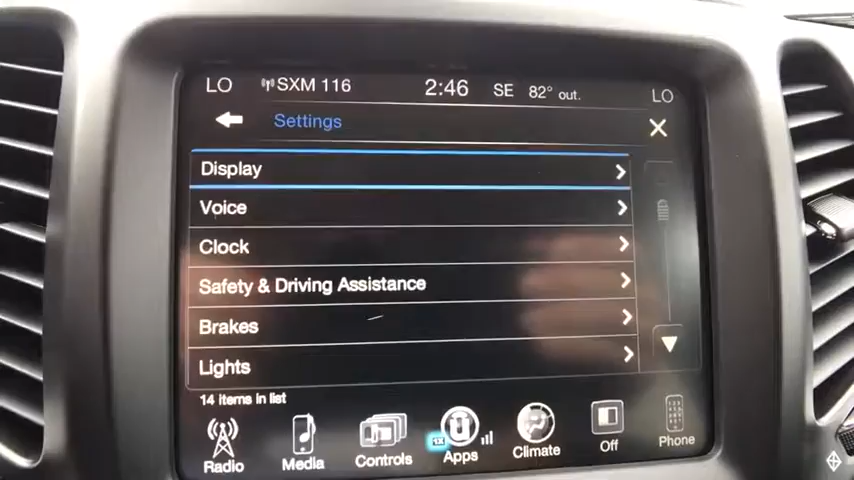 LO SXM 116 2:46 SE 82° out. LO
Settings
Display
Voice
Clock
Safety & Driving Assistance
Brakes
Lights
14 items in list
1X
Radio Media Controls Apps Climate Off Phone